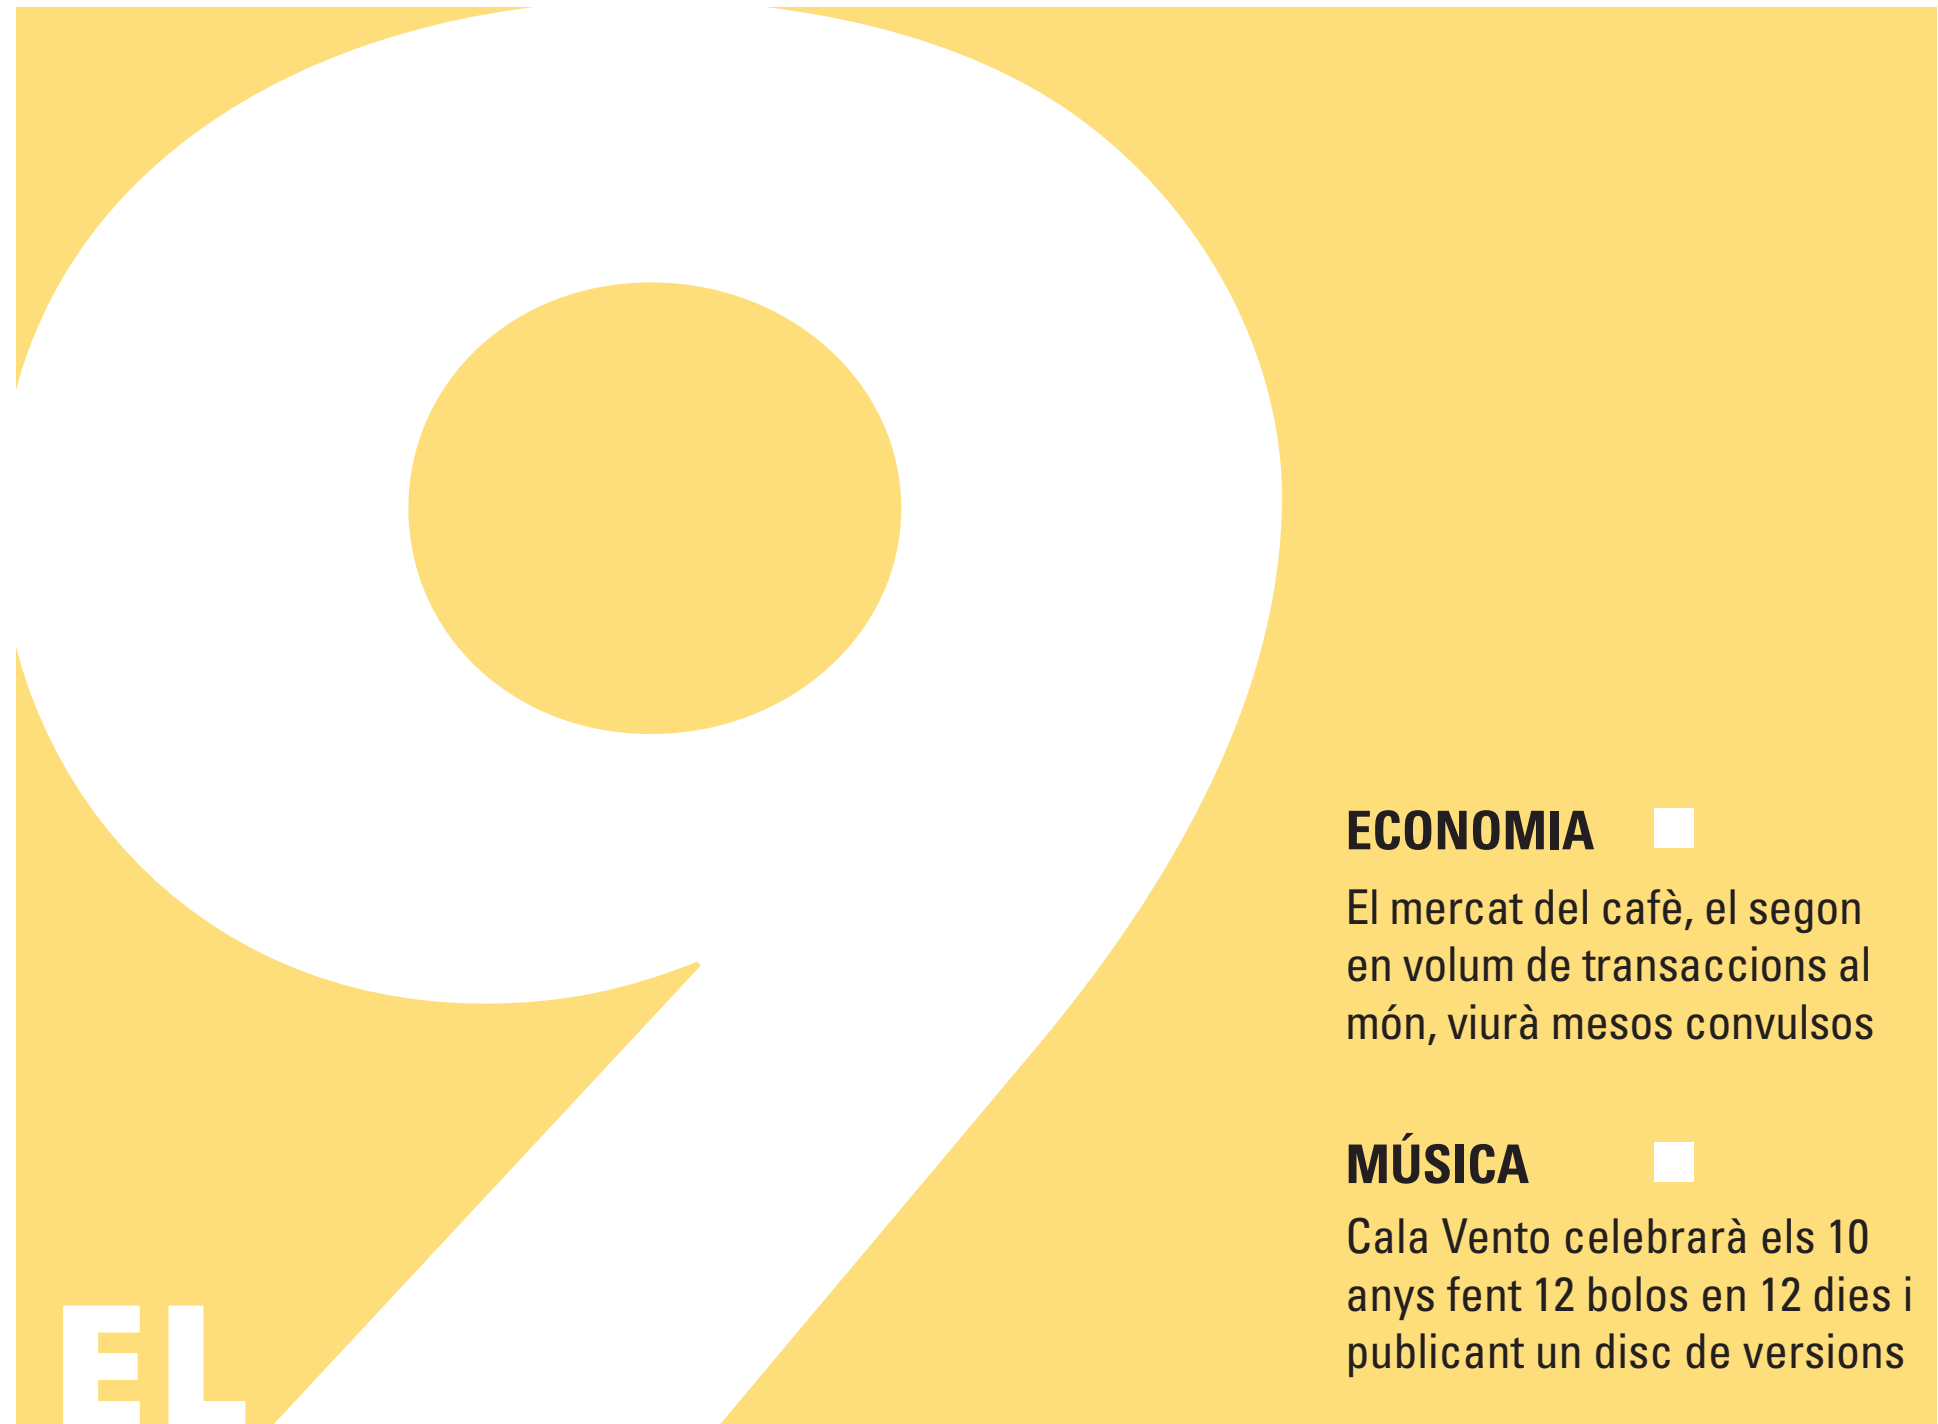 9
ECONOMIA
El mercat del cafè, el segon
en volum de transaccions al
món, viurà mesos convulsos
MÚSICA
Cala Vento celebrarà els 10
anys fent 12 bolos en 12 dies i
publicant un disc de versions
EL